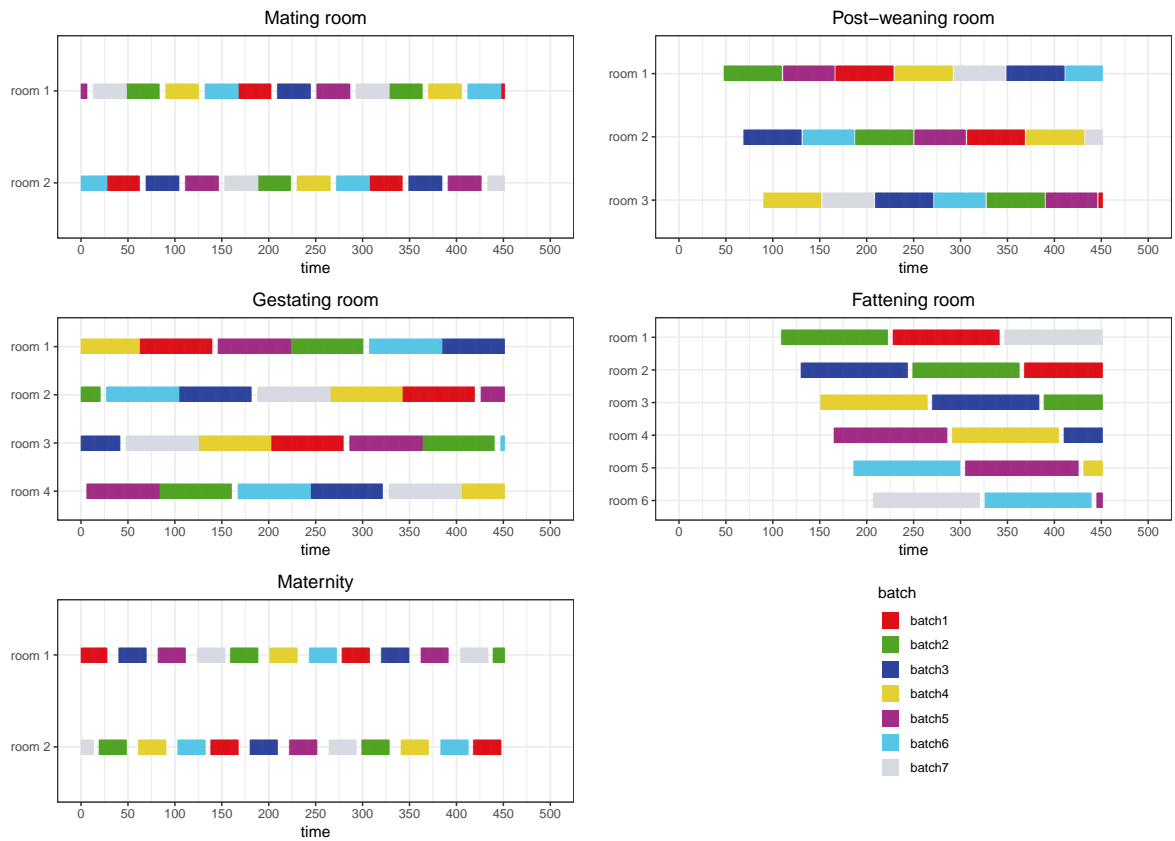 Mating room
room 1
room 2
0 50 100 150 200 250 300 350 400 450 500
time
Post−weaning room
room 1
room 2
room 3
0 50 100 150 200 250 300 350 400 450 500
time
Gestating room
room 1
room 2
room 3
room 4
0 50 100 150 200 250 300 350 400 450 500
time
Fattening room
room 1
room 2
room 3
room 4
room 5
room 6
0 50 100 150 200 250 300 350 400 450 500
time
Maternity
room 1
room 2
0 50 100 150 200 250 300 350 400 450 500
time
batch
batch1
batch2
batch3
batch4
batch5
batch6
batch7